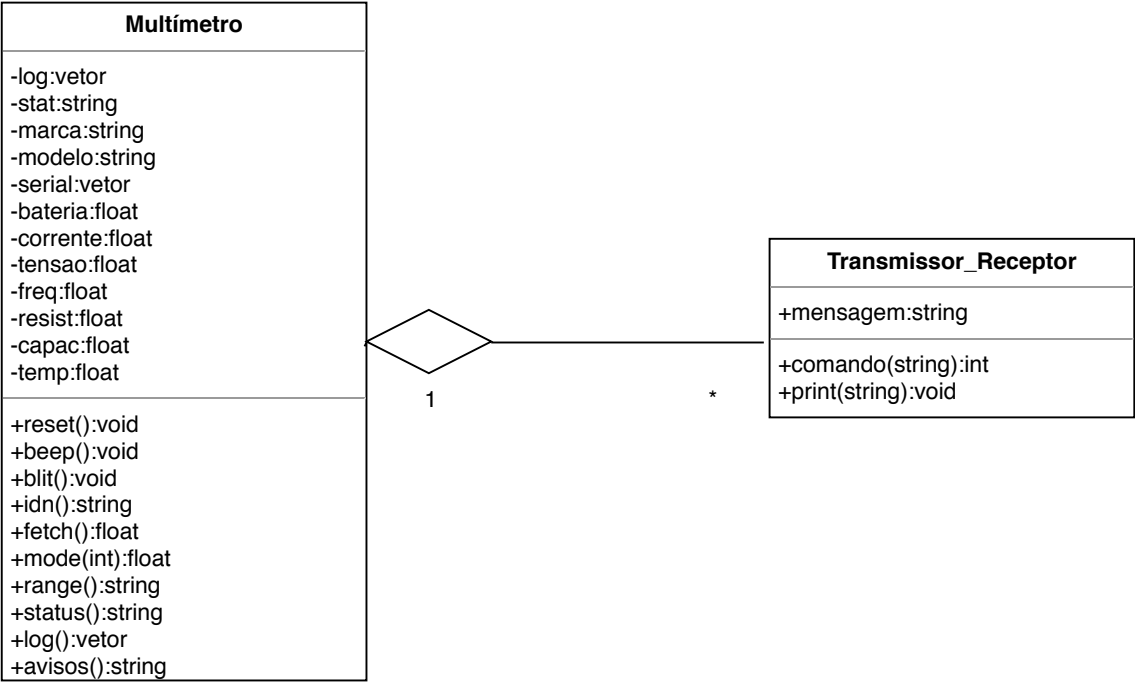 Multímetro
-log:vetor
-stat:string
-marca:string
-modelo:string
-serial:vetor
-bateria:float
-corrente:float
-tensao:float
-freq:float
-resist:float
-capac:float
-temp:float
+reset():void
+beep():void
+blit():void
+idn():string
+fetch():float
+mode(int):float
+range():string
+status():string
+log():vetor
+avisos():string
1
*
Transmissor_Receptor
+mensagem:string
+comando(string):int
+print(string):void